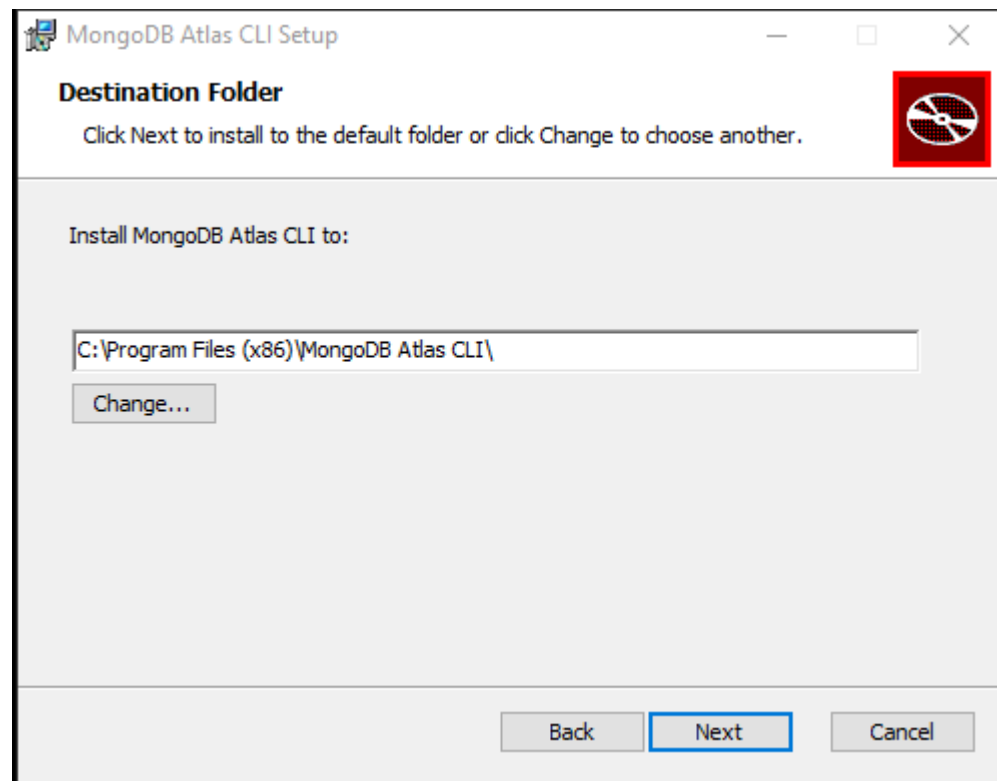 MongoDB Atlas CLI Setup
Destination Folder
Click Next to install to the default folder or click Change to choose another.
Install MongoDB Atlas CLI to:
C:\Program Files (x86)\MongoDB Atlas CLI\
Change...
Back Next Cancel